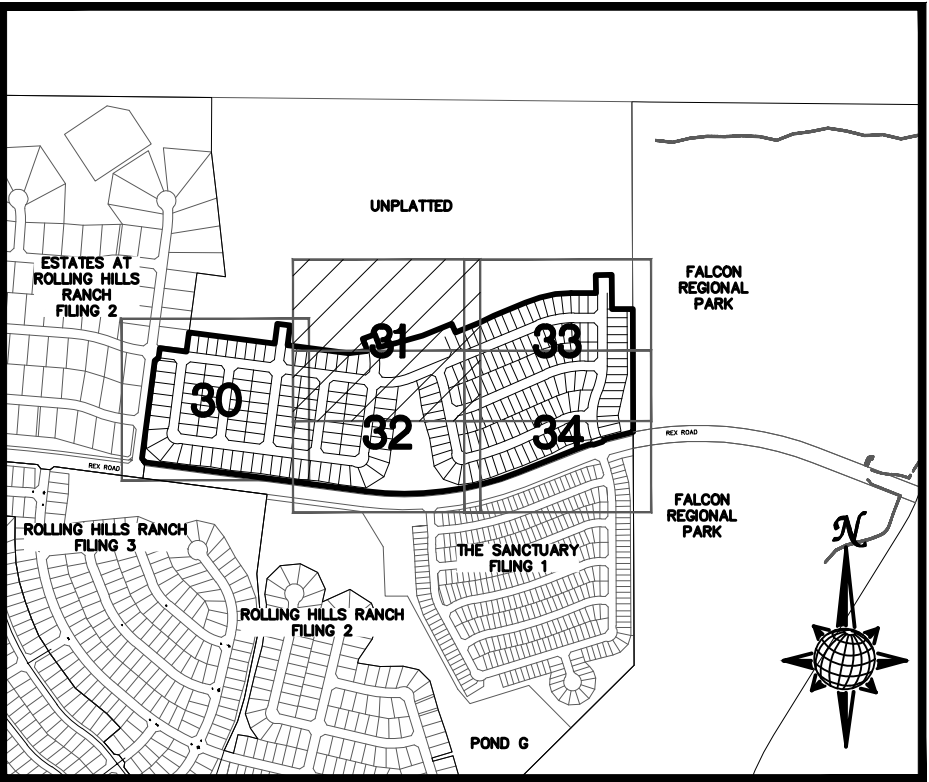 UNPLATTED
ESTATES AT
ROLLING HILLS
RANCH
FILING 2
FALCON
REGIONAL
PARK
31
33
30
32
34
REX ROAD
REX ROAD
FALCON
REGIONAL
PARK
ROLLING HILLS RANCH
FILING 3
N
THE SANCTUARY
FILING 1
ROLLING HILLS RANCH
FILING 2
POND G